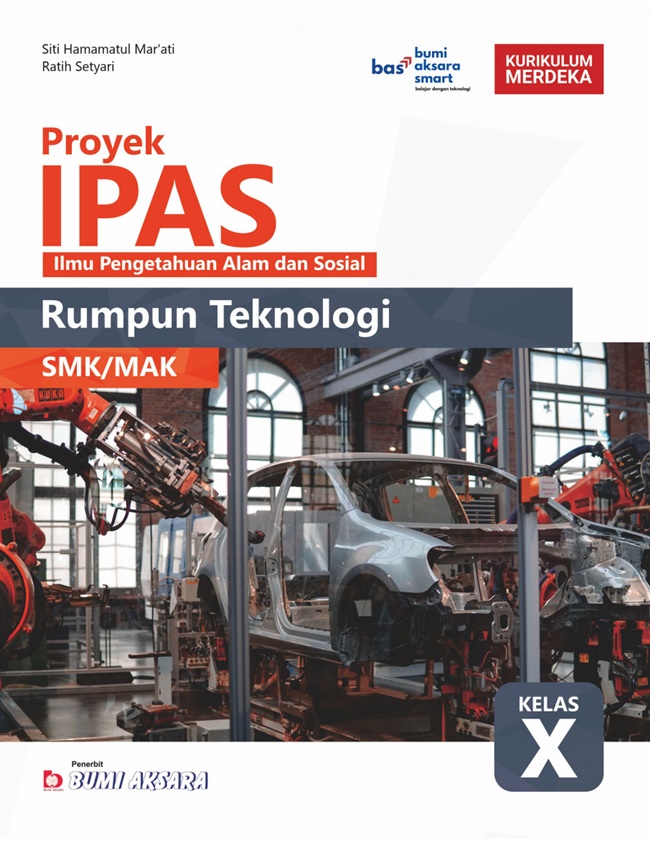 Siti Hamamatul Mar'ati
Ratih Setyari
bas
bumi
aksara
smart
belajar dengan teknologi
KURIKULUM
MERDEKA
Proyek
IPAS
Ilmu Pengetahuan Alam dan Sosial
Rumpun Teknologi
SMK/MAK
KUKA
KELAS
X
Penerbit
BUMI AKSARA